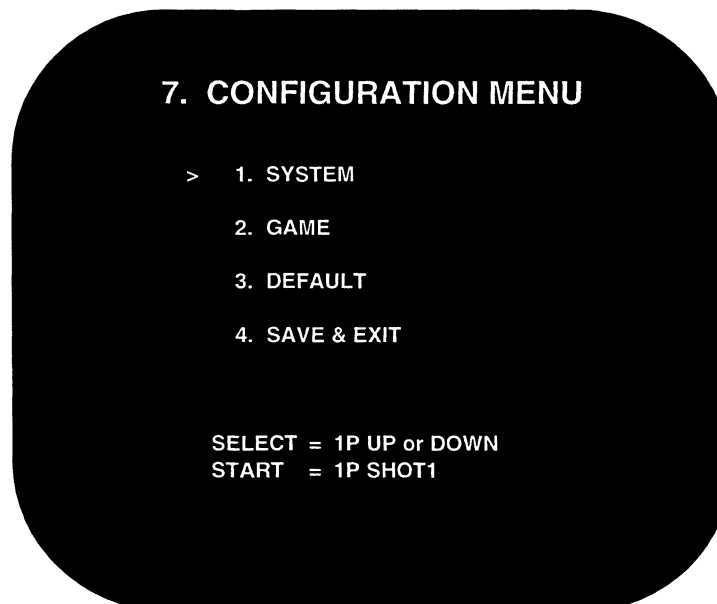 7. CONFIGURATION MENU
> 1. SYSTEM
2. GAME
3. DEFAULT
4. SAVE & EXIT
SELECT = 1P UP or DOWN
START = 1P SHOT1